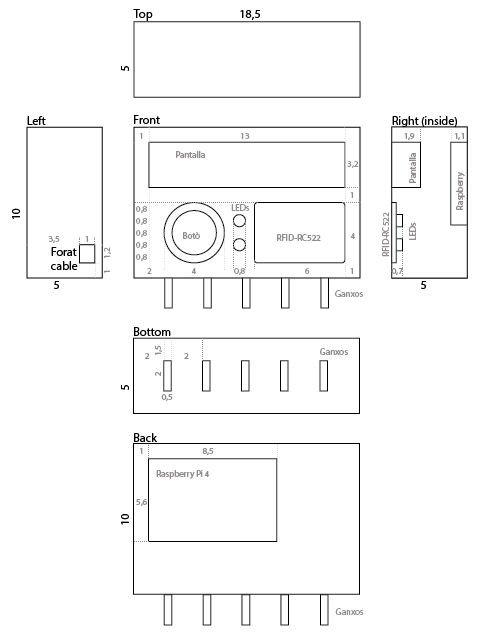 Top
18,5
5
Left
3,5
1
Forat
cable
1,2
1
10
5
Front
1
13
Pantalla
3,2
1
0,8
0,8
0,8
0,8
0,8
Botò
LEDs
RFID-RC522
4
2
4
0,8
6
1
Ganxos
Right (inside)
1,9
1,1
Pantalla
Raspberry
RFID-RC522
LEDs
0,7
5
Bottom
2
1,5
2
2
0,5
Ganxos
5
Back
1
8,5
Raspberry Pi 4
5,6
10
Ganxos